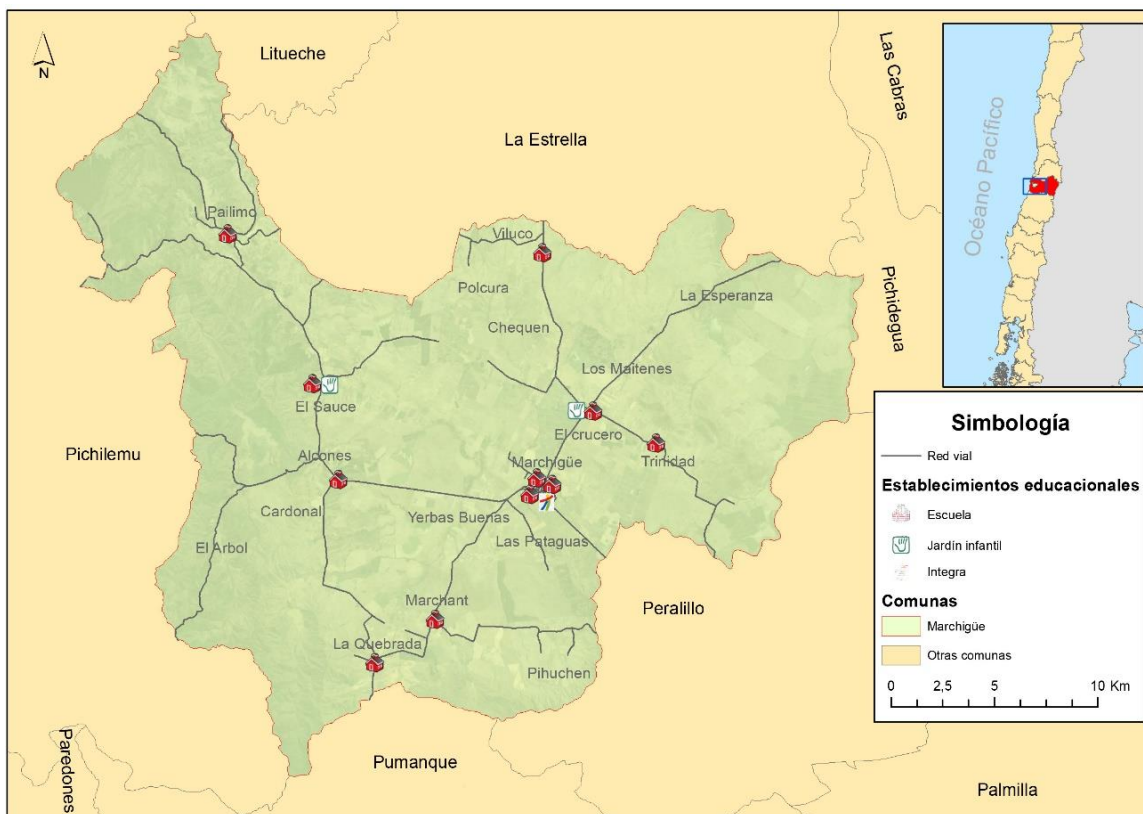 N
Litueche
Las Cabras
La Estrella
Océano Pacífico
Pailimo
Viluco
Polcura
La Esperanza
Pichidegua
Chequen
Los Maitenes
El Sauce
El crucero
Pichilemu
Alcones
Marchigüe
Trinidad
Cardonal
Yerbas Buenas
Las Pataguas
El Arbol
Marchant
Peralillo
La Quebrada
Pihuchen
Paredones
Pumanque
Palmilla
Simbología
Red vial
Establecimientos educacionales
Escuela
Jardín infantil
Integra
Comunas
Marchigüe
Otras comunas
0 2,5 5 10 Km